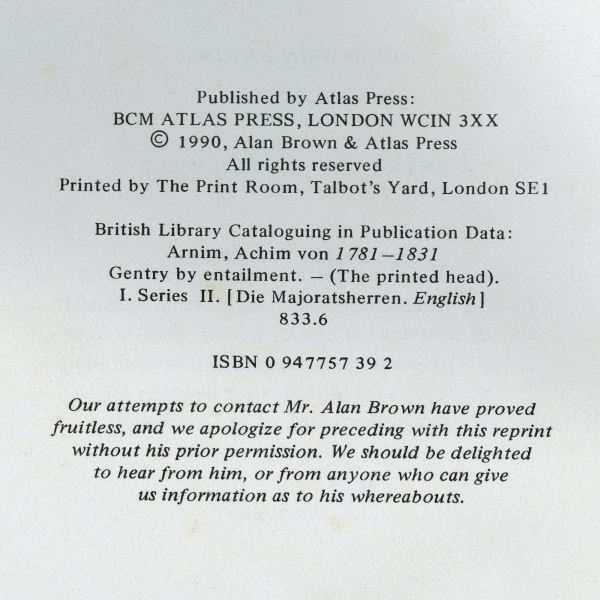 Published by Atlas Press:
BCM ATLAS PRESS, LONDON WCIN 3XX
© 1990, Alan Brown & Atlas Press
All rights reserved
Printed by The Print Room, Talbot's Yard, London SE1
British Library Cataloguing in Publication Data:
Arnim, Achim von 1781–1831
Gentry by entailment. — (The printed head).
I. Series II. [Die Majoratsherren. English]
833.6
ISBN 0 947757 39 2
Our attempts to contact Mr. Alan Brown have proved
fruitless, and we apologize for preceding with this reprint
without his prior permission. We should be delighted
to hear from him, or from anyone who can give
us information as to his whereabouts.